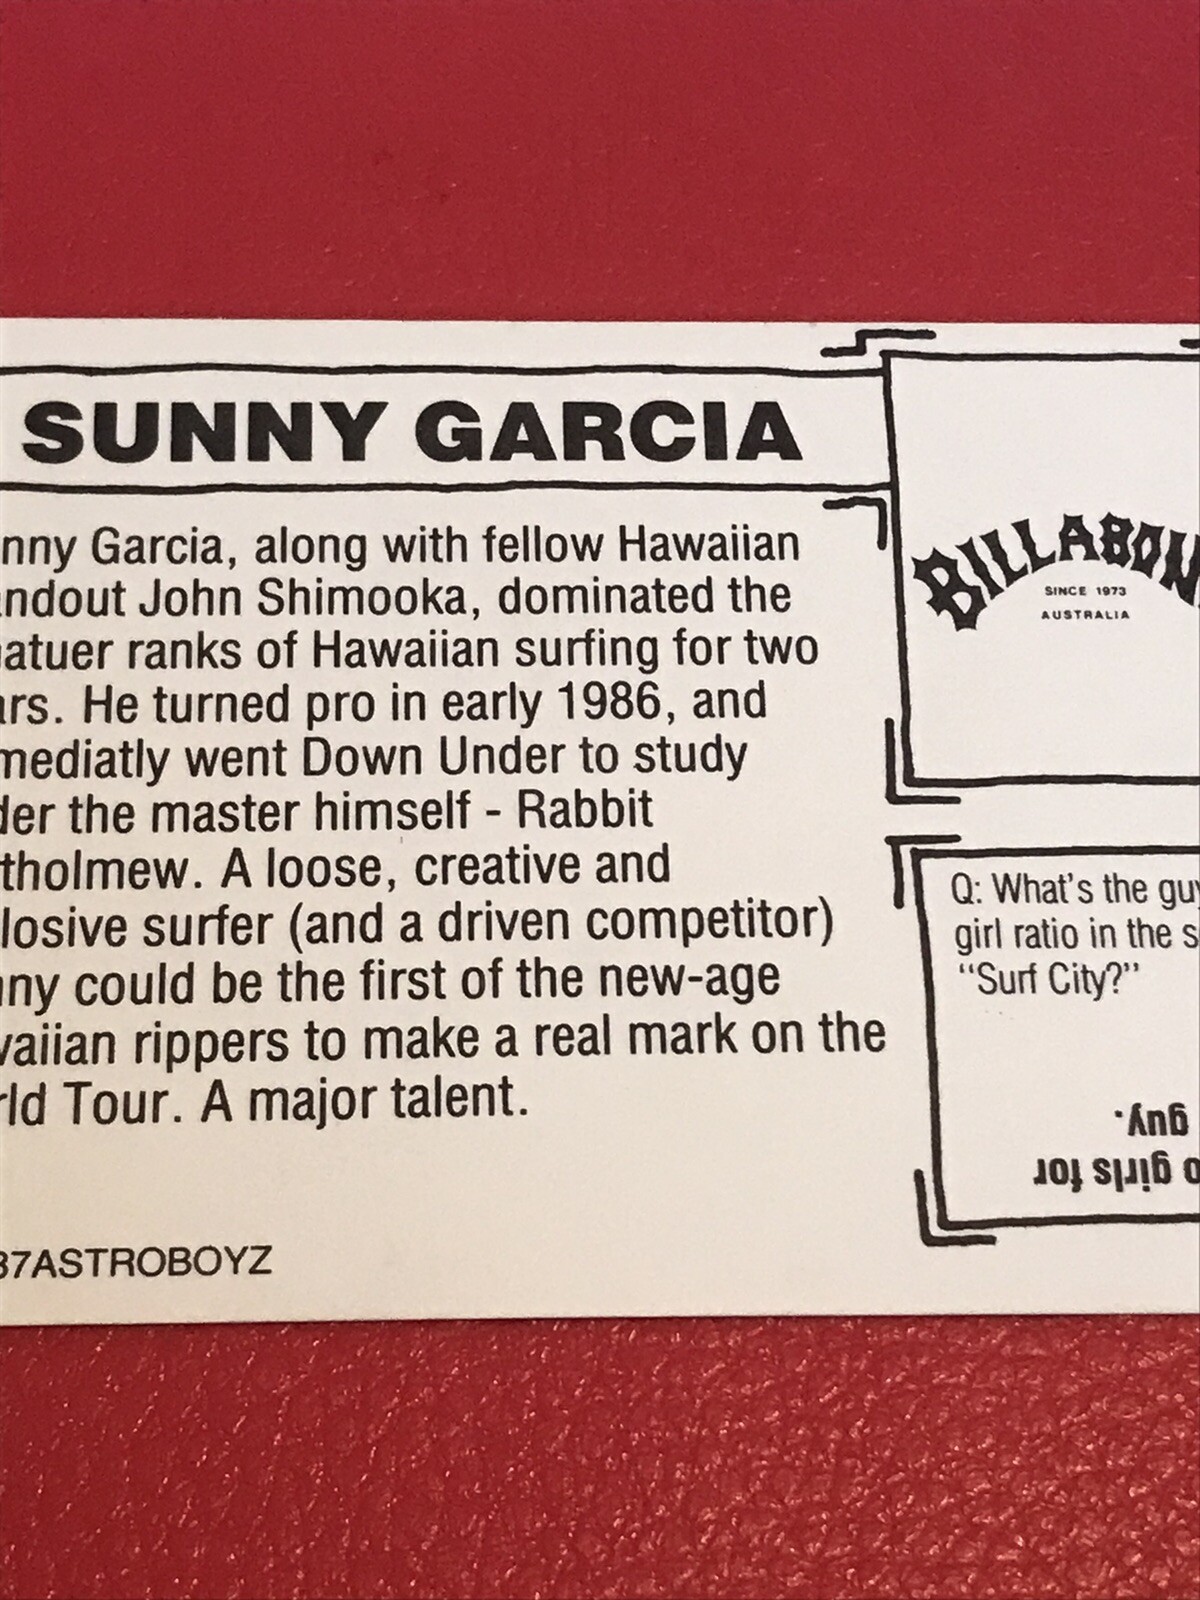 SUNNY GARCIA
nny Garcia, along with fellow Hawaiian
ndout John Shimooka, dominated the
atuer ranks of Hawaiian surfing for two
rs. He turned pro in early 1986, and
mediatly went Down Under to study
der the master himself - Rabbit
tholmew. A loose, creative and
losive surfer (and a driven competitor)
ny could be the first of the new-age
vaiian rippers to make a real mark on the
rld Tour. A major talent.
87ASTROBOYZ
BILLABON
SINCE 1973
AUSTRALIA
Q: What's the guy
girl ratio in the s
“Surf City?”
o girls for
guy.